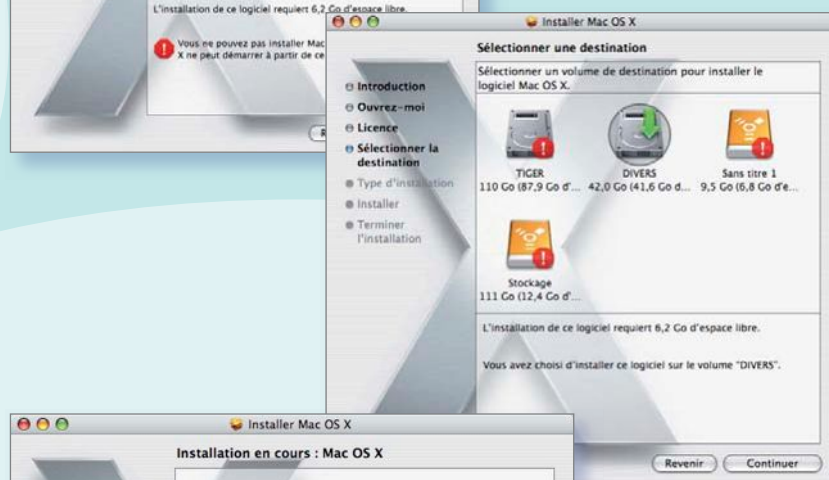 L'installation de ce logiciel requiert 6,2 Go d'espace libre.
Vous ne pouvez pas installer Mac
X ne peut démarrer à partir de ce
Installer Mac OS X
Sélectionner une destination
Introduction
Ouvrez-moi
Licence
Sélectionner la
destination
Type d'installation
Installer
Terminer
l'installation
Sélectionner un volume de destination pour installer le
logiciel Mac OS X.
TIGER
110 Go (87,9 Go d'...
DIVERS
42,0 Go (41,6 Go d...
Sans titre 1
9,5 Go (6,8 Go d'e...
Stockage
111 Go (12,4 Go d'...
L'installation de ce logiciel requiert 6,2 Go d'espace libre.
Vous avez choisi d'installer ce logiciel sur le volume "DIVERS".
Revenir
Continuer
Installer Mac OS X
Installation en cours : Mac OS X